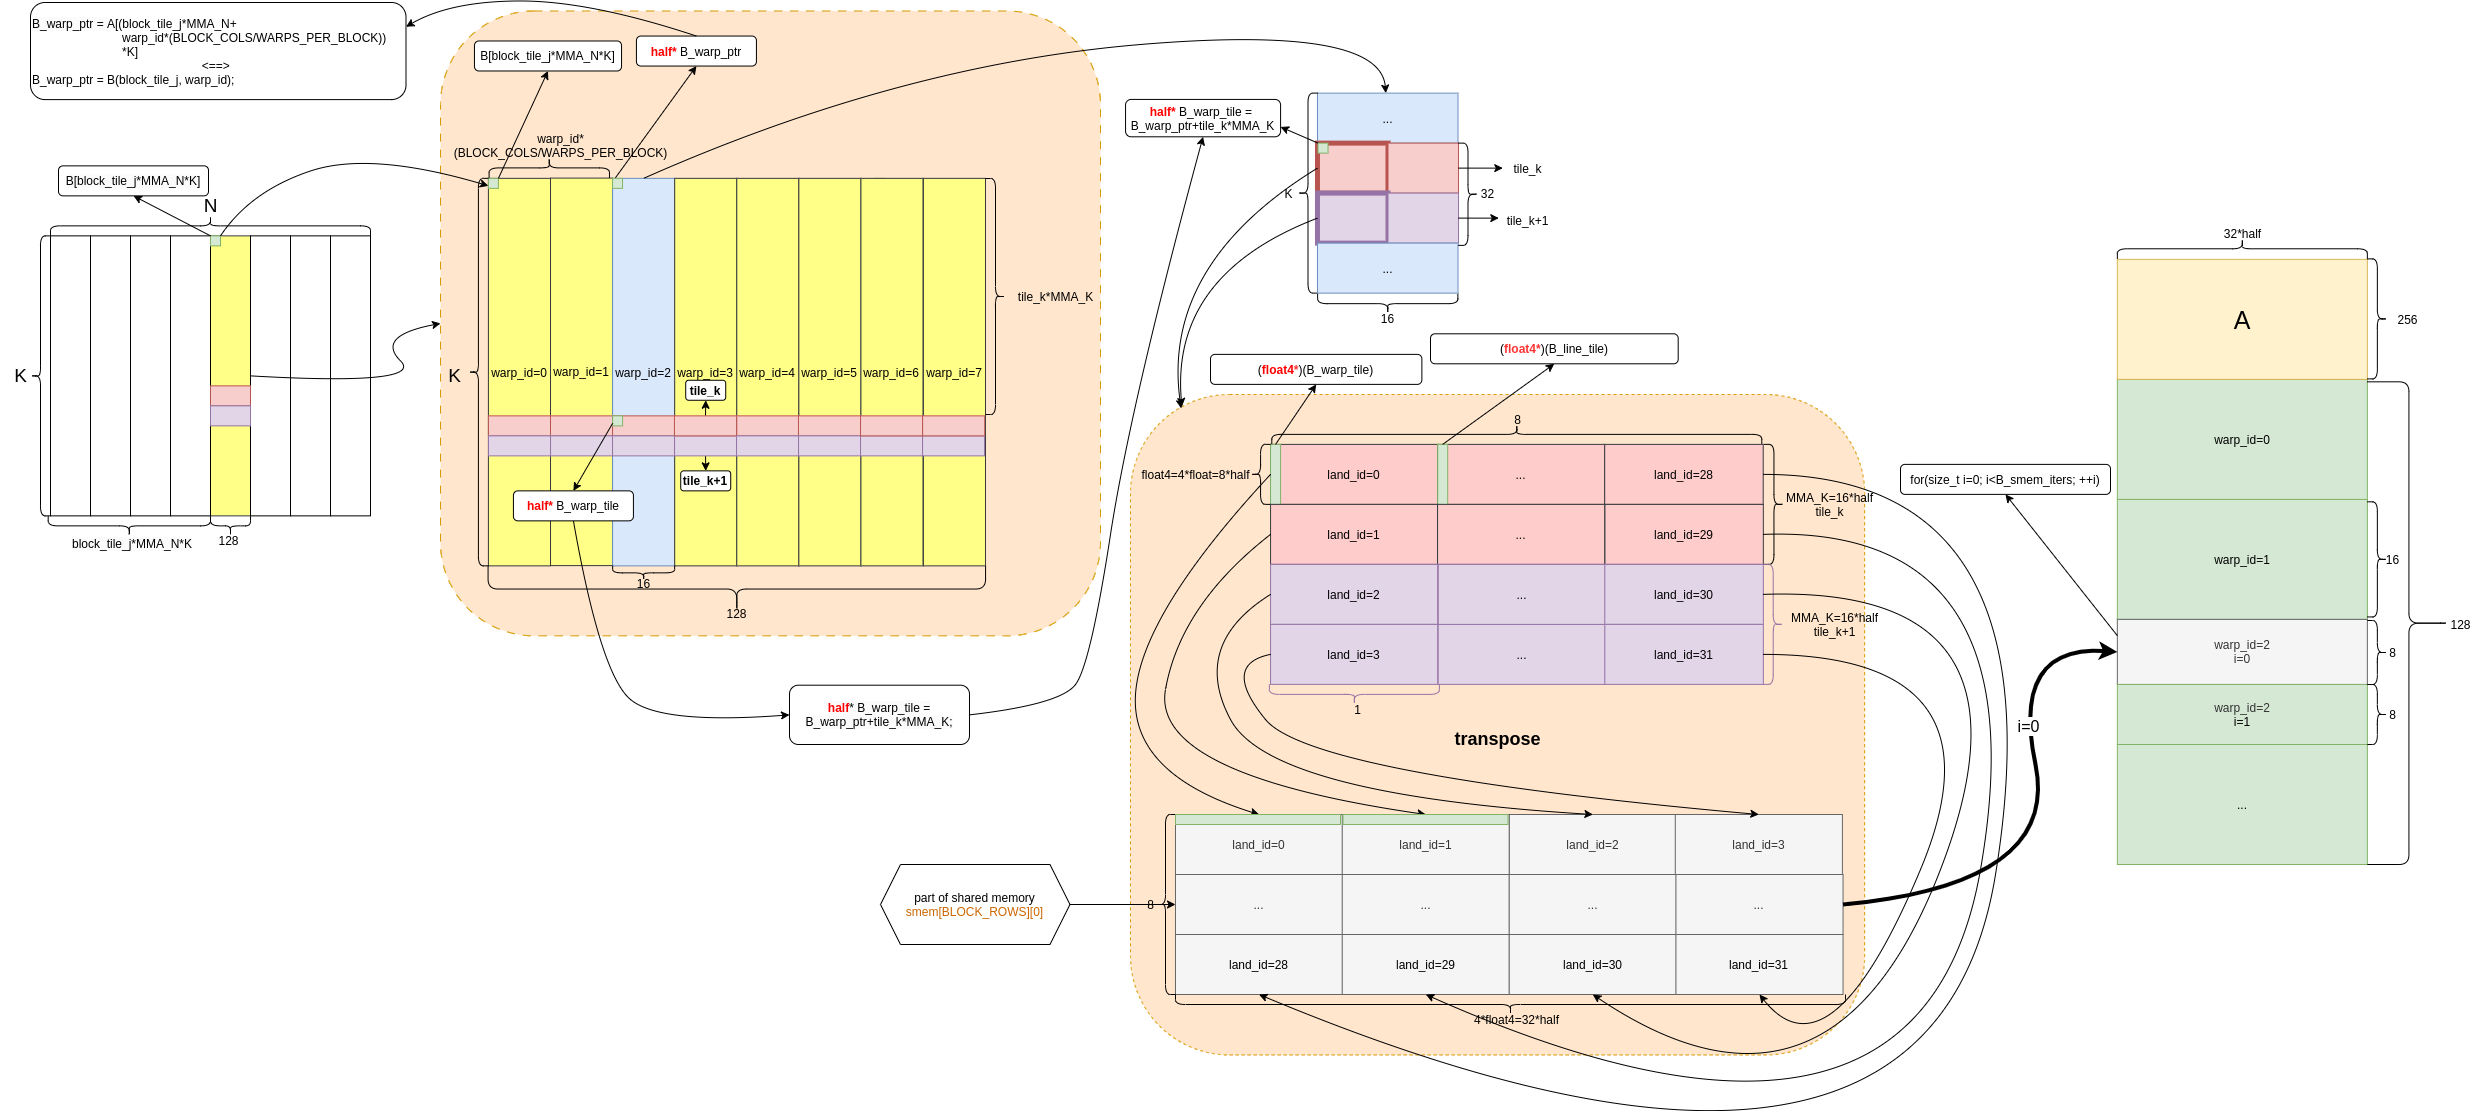 B_warp_ptr = A[(block_tile_j*MMA_N+
warp_id*(BLOCK_COLS/WARPS_PER_BLOCK))
*K]
<==>
B_warp_ptr = B(block_tile_j, warp_id);
B[block_tile_j*MMA_N*K]
N
K
block_tile_j*MMA_N*K
128
B[block_tile_j*MMA_N*K]
half* B_warp_ptr
warp_id*
(BLOCK_COLS/WARPS_PER_BLOCK)
K
warp_id=0
warp_id=1
warp_id=2
warp_id=3
warp_id=4
warp_id=5
warp_id=6
warp_id=7
tile_k*MMA_K
tile_k
tile_k+1
half* B_warp_tile
16
128
half* B_warp_tile =
B_warp_ptr+tile_k*MMA_K;
half* B_warp_tile =
B_warp_ptr+tile_k*MMA_K
...
K
tile_k
32
tile_k+1
...
16
(float4*)(B_warp_tile)
(float4*)(B_line_tile)
8
float4=4*float=8*half
land_id=0
...
land_id=28
land_id=1
...
land_id=29
MMA_K=16*half
tile_k
land_id=2
...
land_id=30
land_id=3
...
land_id=31
MMA_K=16*half
tile_k+1
1
transpose
land_id=0
land_id=1
land_id=2
land_id=3
...
...
...
...
land_id=28
land_id=29
land_id=30
land_id=31
8
4*float4=32*half
part of shared memory
smem[BLOCK_ROWS][0]
i=0
for(size_t i=0; i<B_smem_iters; ++i)
32*half
A
256
warp_id=0
warp_id=1
16
warp_id=2
i=0
8
warp_id=2
i=1
8
...
128